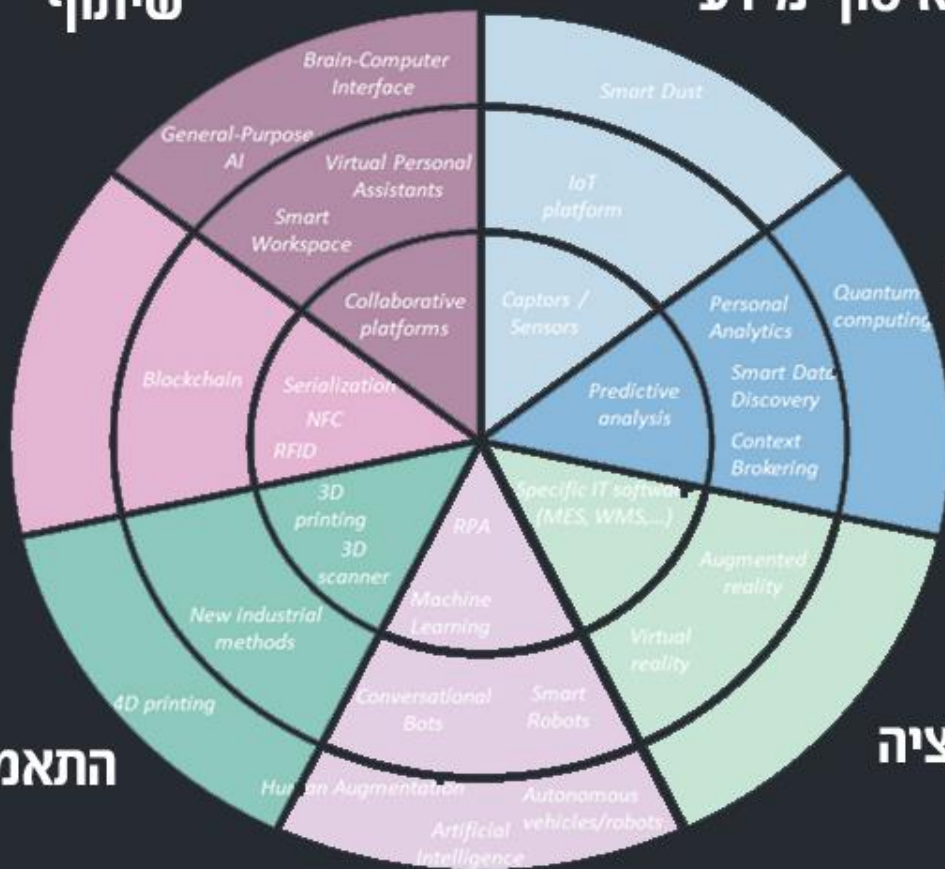 שיתוף
Brain-Computer
Interface
General-Purpose
AI
Virtual Personal
Assistants
Smart
Workspace
Collaborative
platforms
Smart Dust
IoT
platform
Captors /
Sensors
Quantum
computing
Personal
Analytics
Smart Data
Discovery
Context
Brokering
Predictive
analysis
Specific IT softwa
(MES, WMS,...)
Augmented
reality
Virtual
reality
RPA
Machine
Learning
Conversational
Bots
Smart
Robots
Human Augmentation
Autonomous
vehicles/robots
Artificial
Intelligence
3D
printing
3D
scanner
New industrial
methods
4D printing
Blockchain
Serialization
NFC
RFID